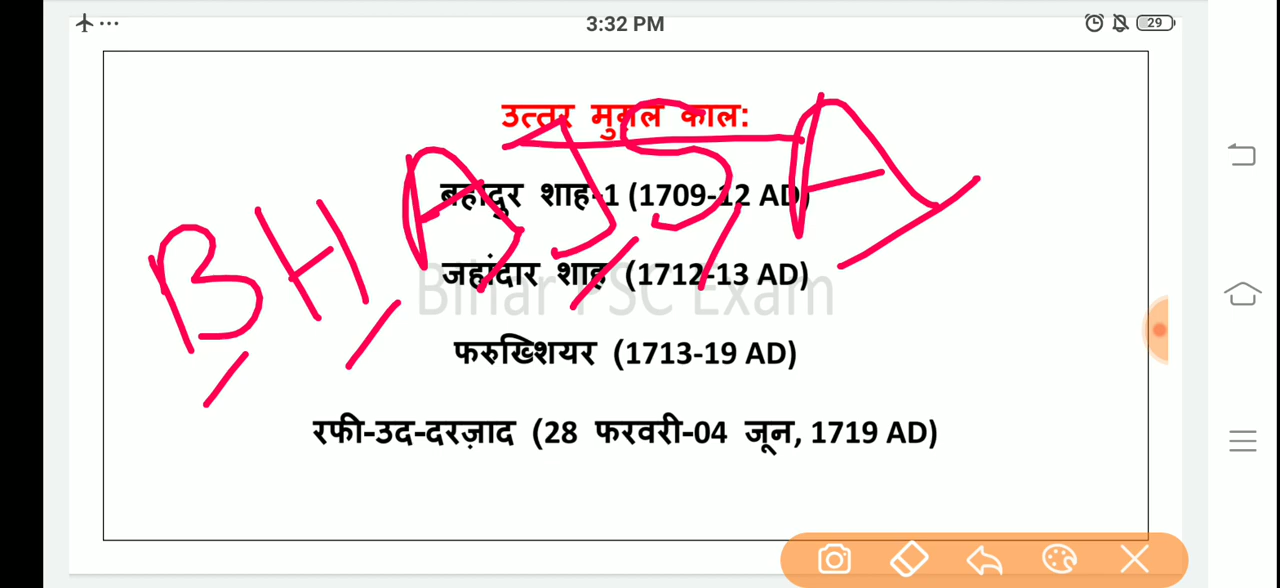 3:32 PM
29
उत्तर मुगल काल:
बहादुर शाह-1 (1709-12 AD)
जहांदार शाह (1712-13 AD)
Bihar PSC Exam
फरुख्शियर (1713-19 AD)
रफी-उद-दरज़ाद (28 फरवरी-04 जून, 1719 AD)
BHAJSA